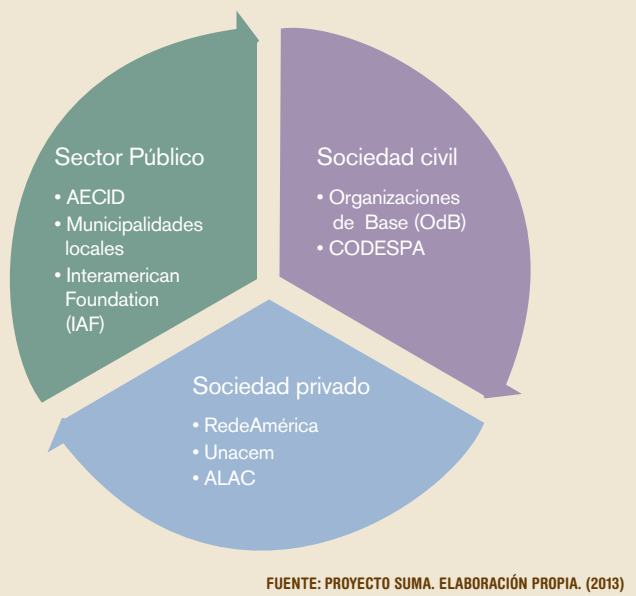 Sector Público
• AECID
• Municipalidades
locales
• Interamerican
Foundation
(IAF)
Sociedad civil
• Organizaciones
de Base (OdB)
• CODESPA
Sociedad privado
• RedeAmérica
• Unacem
• ALAC
FUENTE: PROYECTO SUMA. ELABORACIÓN PROPIA. (2013)